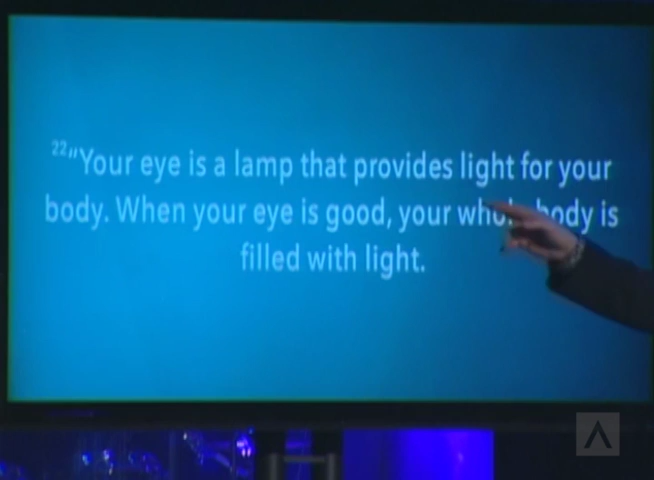 22"Your eye is a lamp that provides light for your
body. When your eye is good, your whole body is
filled with light.